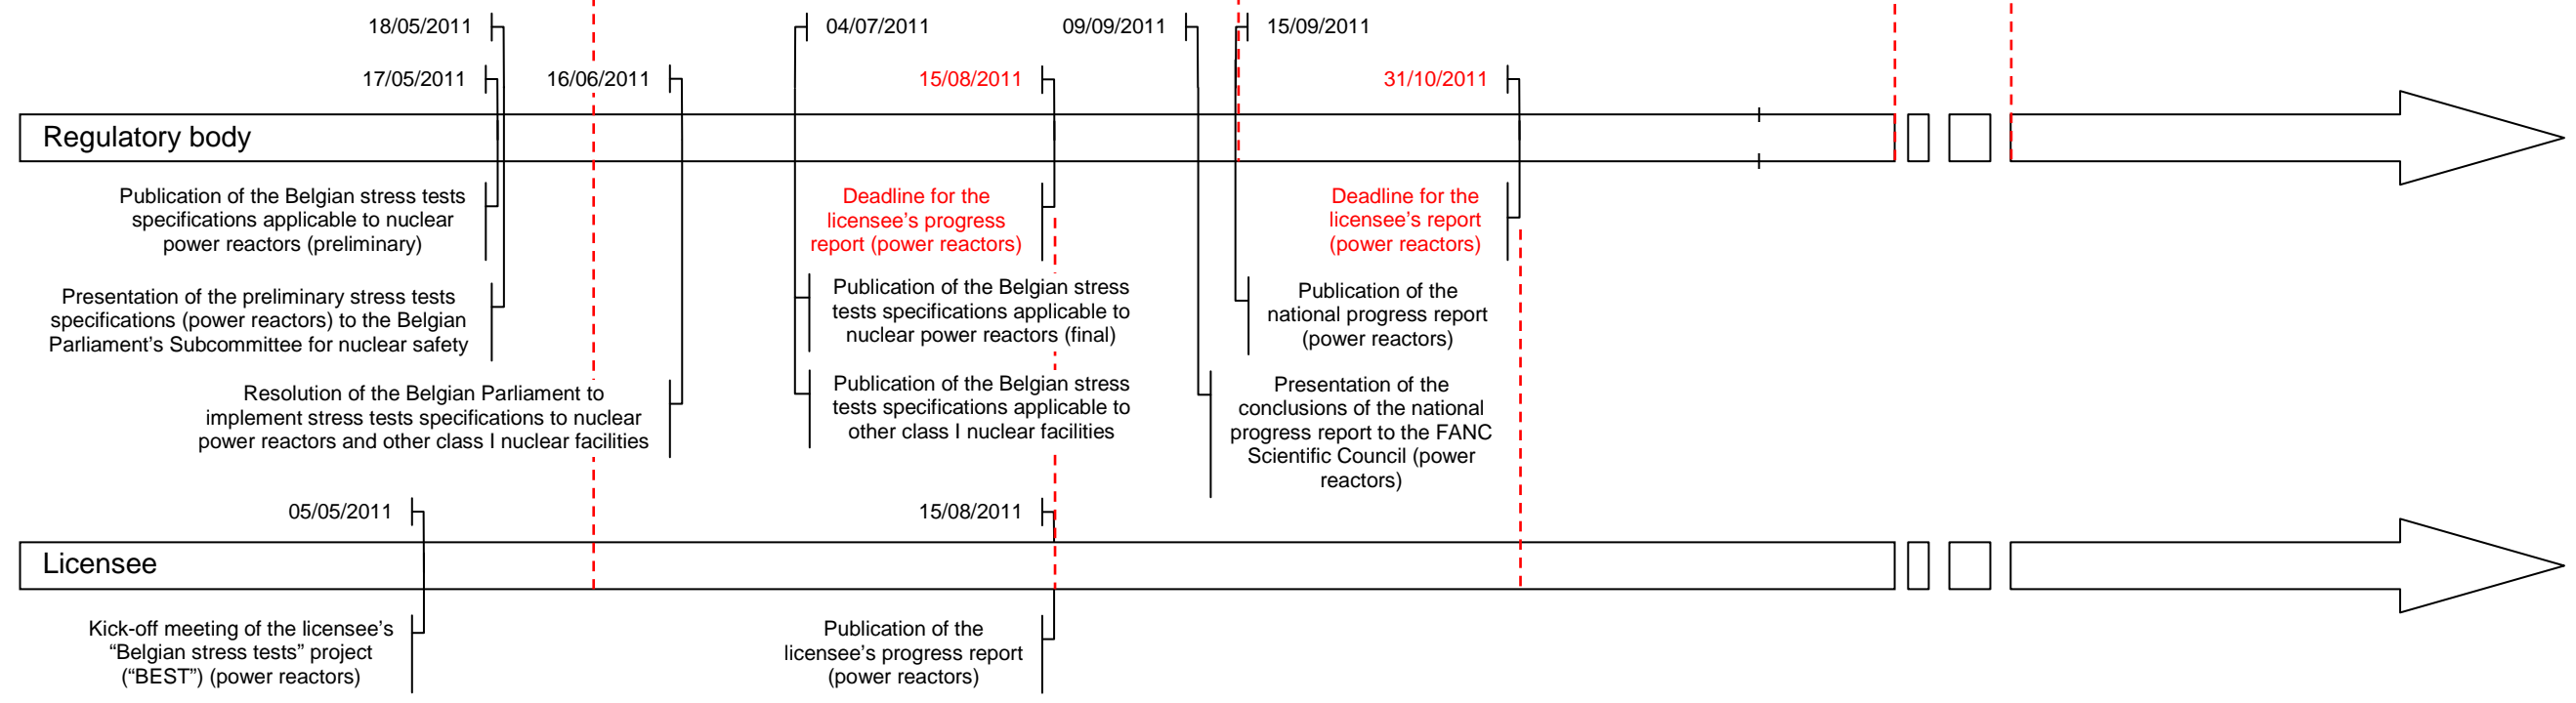 18/05/2011
04/07/2011
09/09/2011
15/09/2011
17/05/2011
16/06/2011
15/08/2011
31/10/2011
Regulatory body
Publication of the Belgian stress tests
specifications applicable to nuclear
power reactors (preliminary)
Deadline for the
licensee’s progress
report (power reactors)
Deadline for the
licensee’s report
(power reactors)
Presentation of the preliminary stress tests
specifications (power reactors) to the Belgian
Parliament’s Subcommittee for nuclear safety
Publication of the Belgian stress
tests specifications applicable to
nuclear power reactors (final)
Publication of the
national progress report
(power reactors)
Resolution of the Belgian Parliament to
implement stress tests specifications to nuclear
power reactors and other class I nuclear facilities
Publication of the Belgian stress
tests specifications applicable to
other class I nuclear facilities
Presentation of the
conclusions of the national
progress report to the FANC
Scientific Council (power
reactors)
05/05/2011
15/08/2011
Licensee
Kick-off meeting of the licensee’s
“Belgian stress tests” project
(“BEST”) (power reactors)
Publication of the
licensee’s progress report
(power reactors)